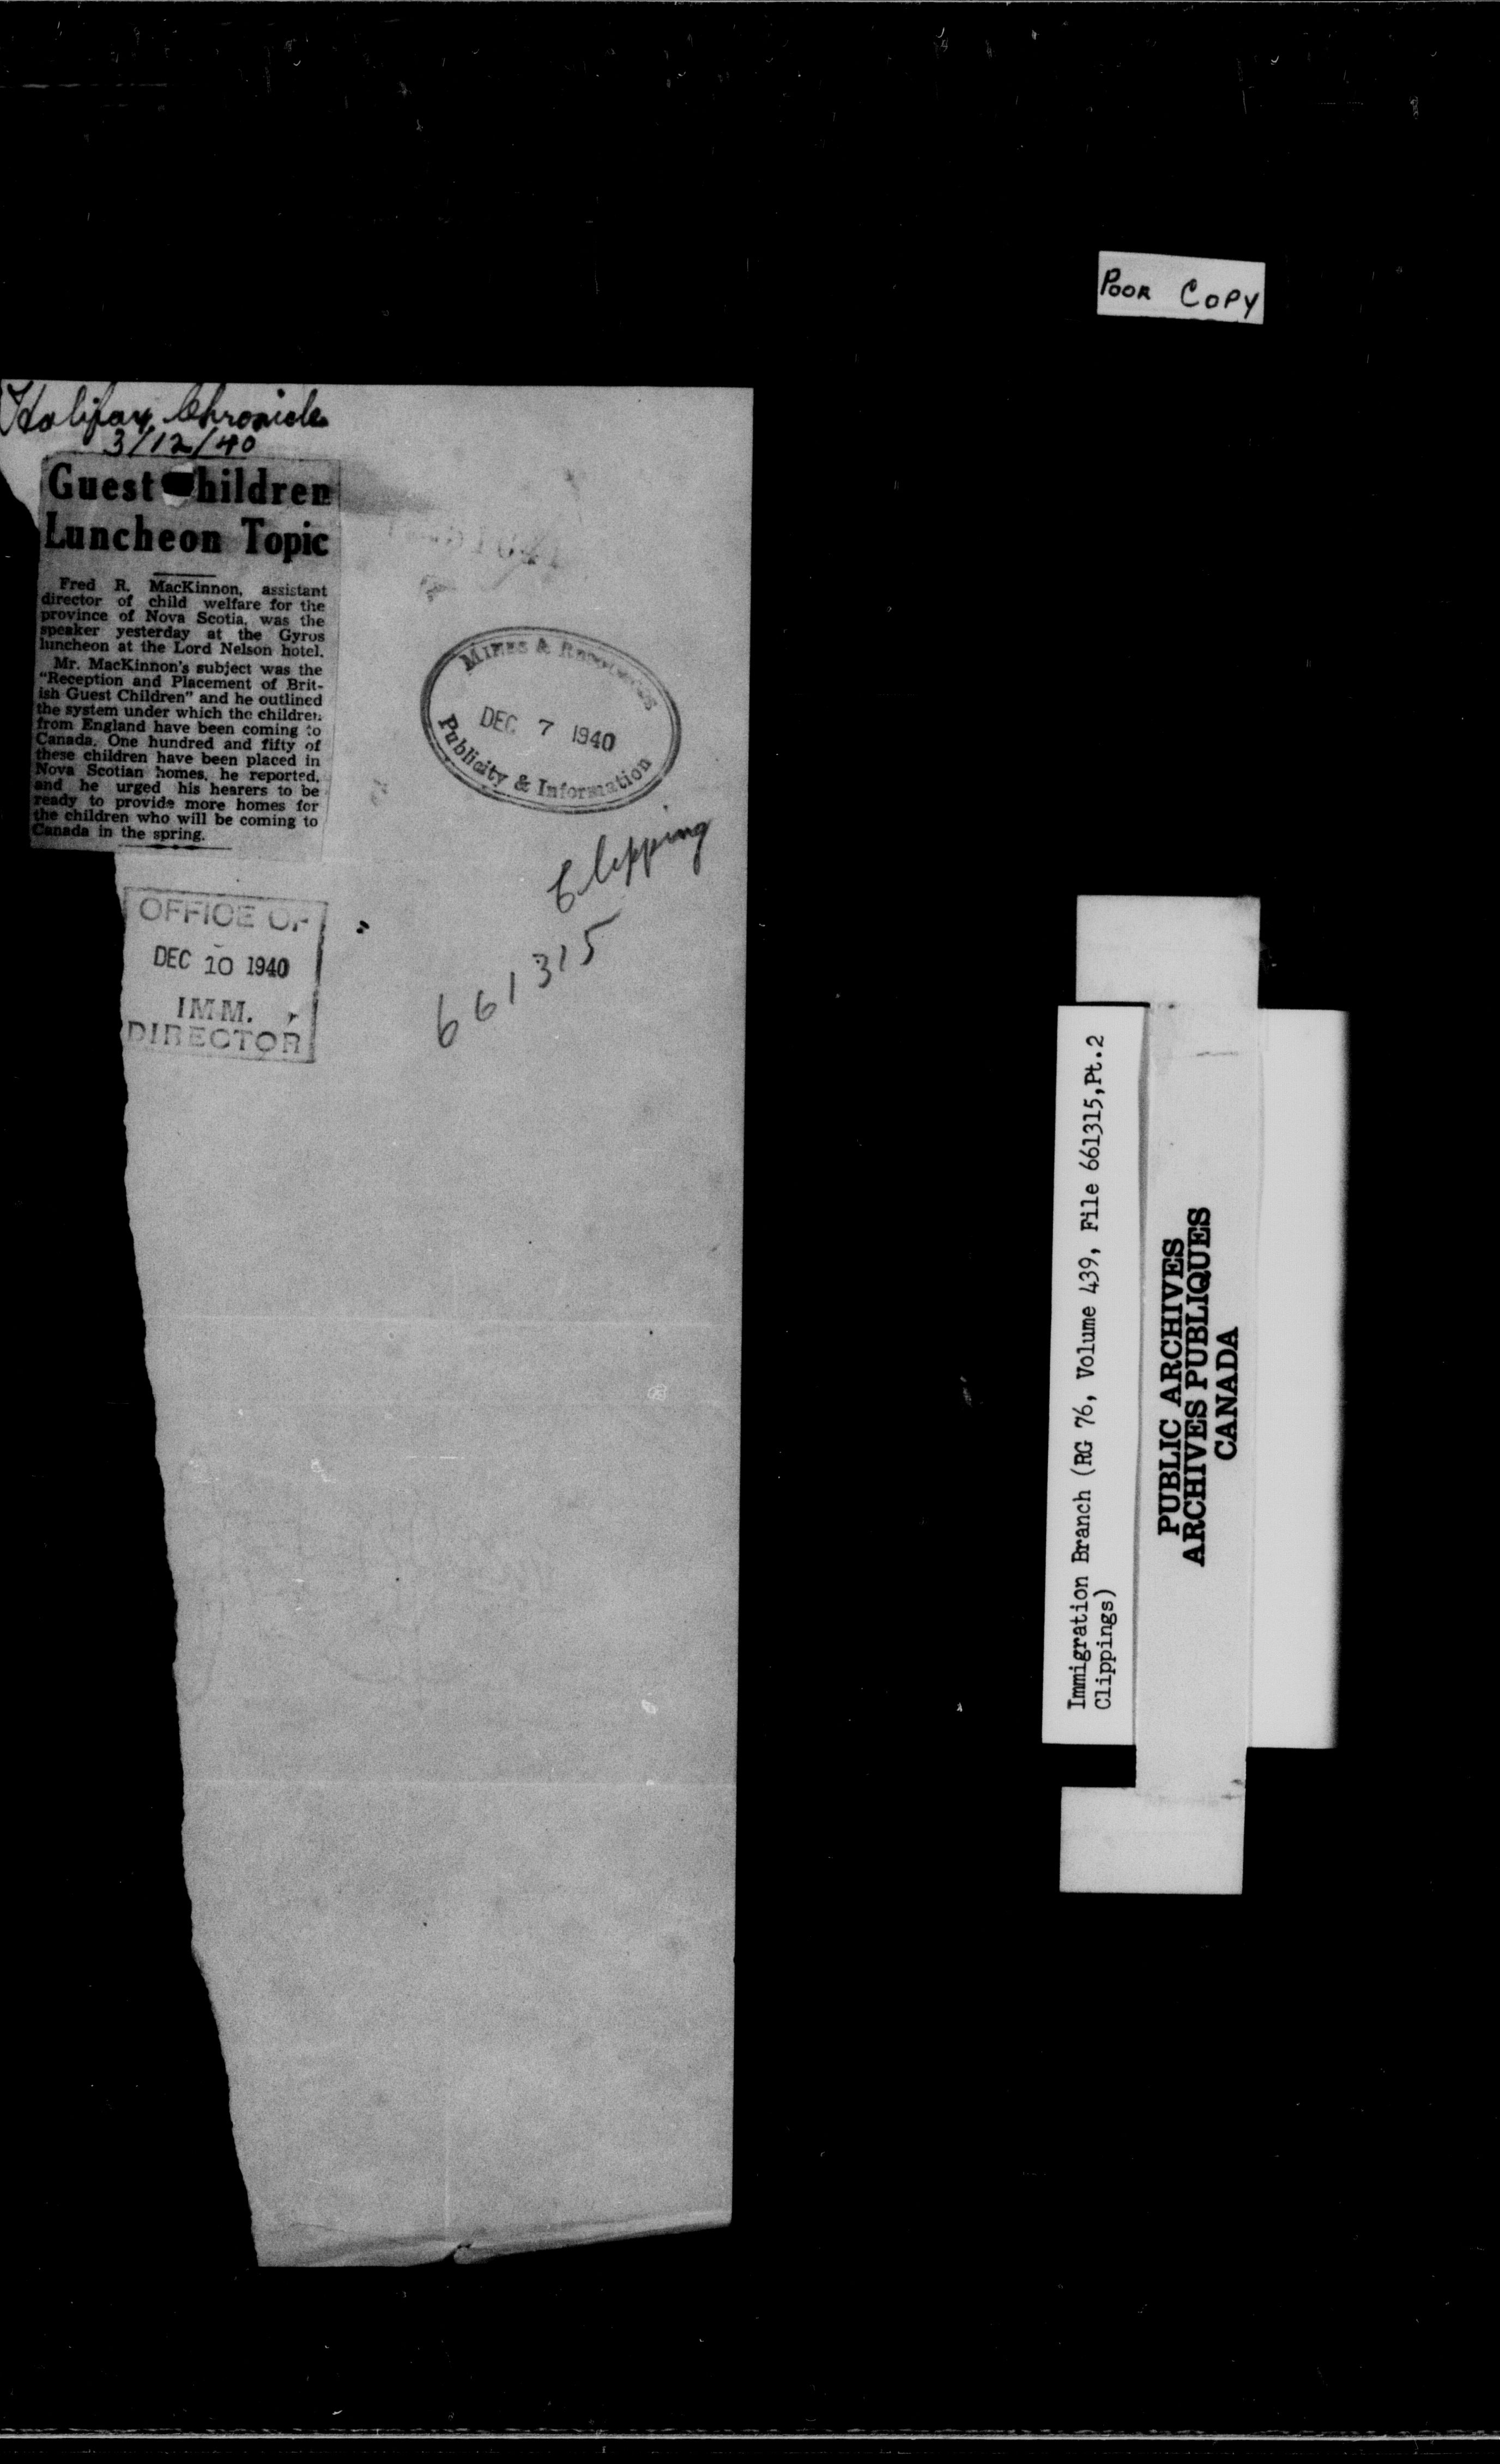 Halifax Chronicle
3/12/40
Guest hildren
Luncheon Topic
Fred R. MacKinnon, assistant
director of child welfare for the
province of Nova Scotia, was the
speaker yesterday at the Gyros
luncheon at the Lord Nelson hotel.
Mr. MacKinnon's subject was the
"Reception and Placement of Brit-
ish Guest Children" and he outlined
the system under which the children
from England have been coming to
Canada. One hundred and fifty of
these children have been placed in
Nova Scotian homes, he reported,
and he urged his hearers to be
ready to provide more homes for
the children who will be coming to
Canada in the spring.
MINES & RESOURCES
DEC 7 1940
Publicity & Information
Clipping
661315
OFFICE OF
DEC 10 1940
IMM.
DIRECTOR
POOR COPY
Immigration Branch (RG 76, Volume 439, File 661315,Pt.2
Clippings)
PUBLIC ARCHIVES
ARCHIVES PUBLIQUES
CANADA